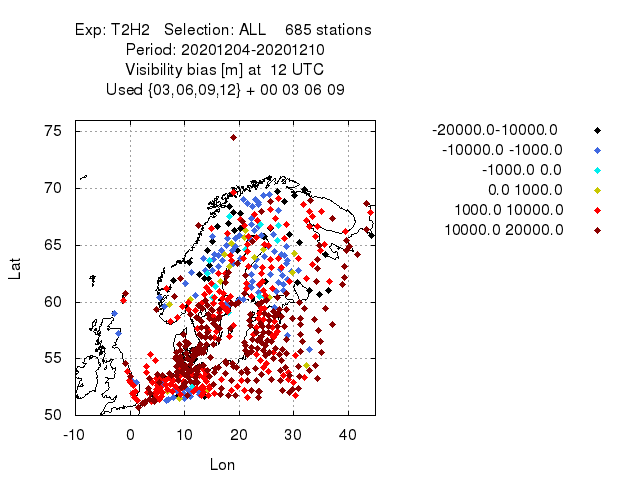 Exp: T2H2 Selection: ALL 685 stations
Period: 20201204-20201210
Visibility bias [m] at 12 UTC
Used {03,06,09,12} + 00 03 06 09
-20000.0-10000.0
-10000.0 -1000.0
-1000.0 0.0
0.0 1000.0
1000.0 10000.0
10000.0 20000.0
75
70
65
60
55
50
Lat
-10 0 10 20 30 40
Lon